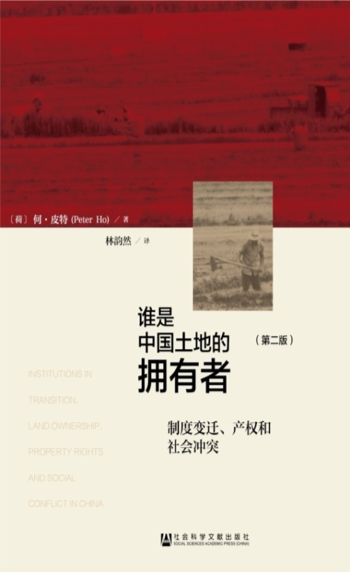 ［荷］何·皮特 (Peter Ho) ／著
林韵然／译
谁是
中国土地的
拥有者
（第二版）
制度变迁、产权和
社会冲突
INSTITUTIONS IN
TRANSITION,
LAND OWNERSHIP,
PROPERTY RIGHTS
AND SOCIAL
CONFLICT IN CHINA
社会科学文献出版社
SOCIAL SCIENCES ACADEMIC PRESS (CHINA)